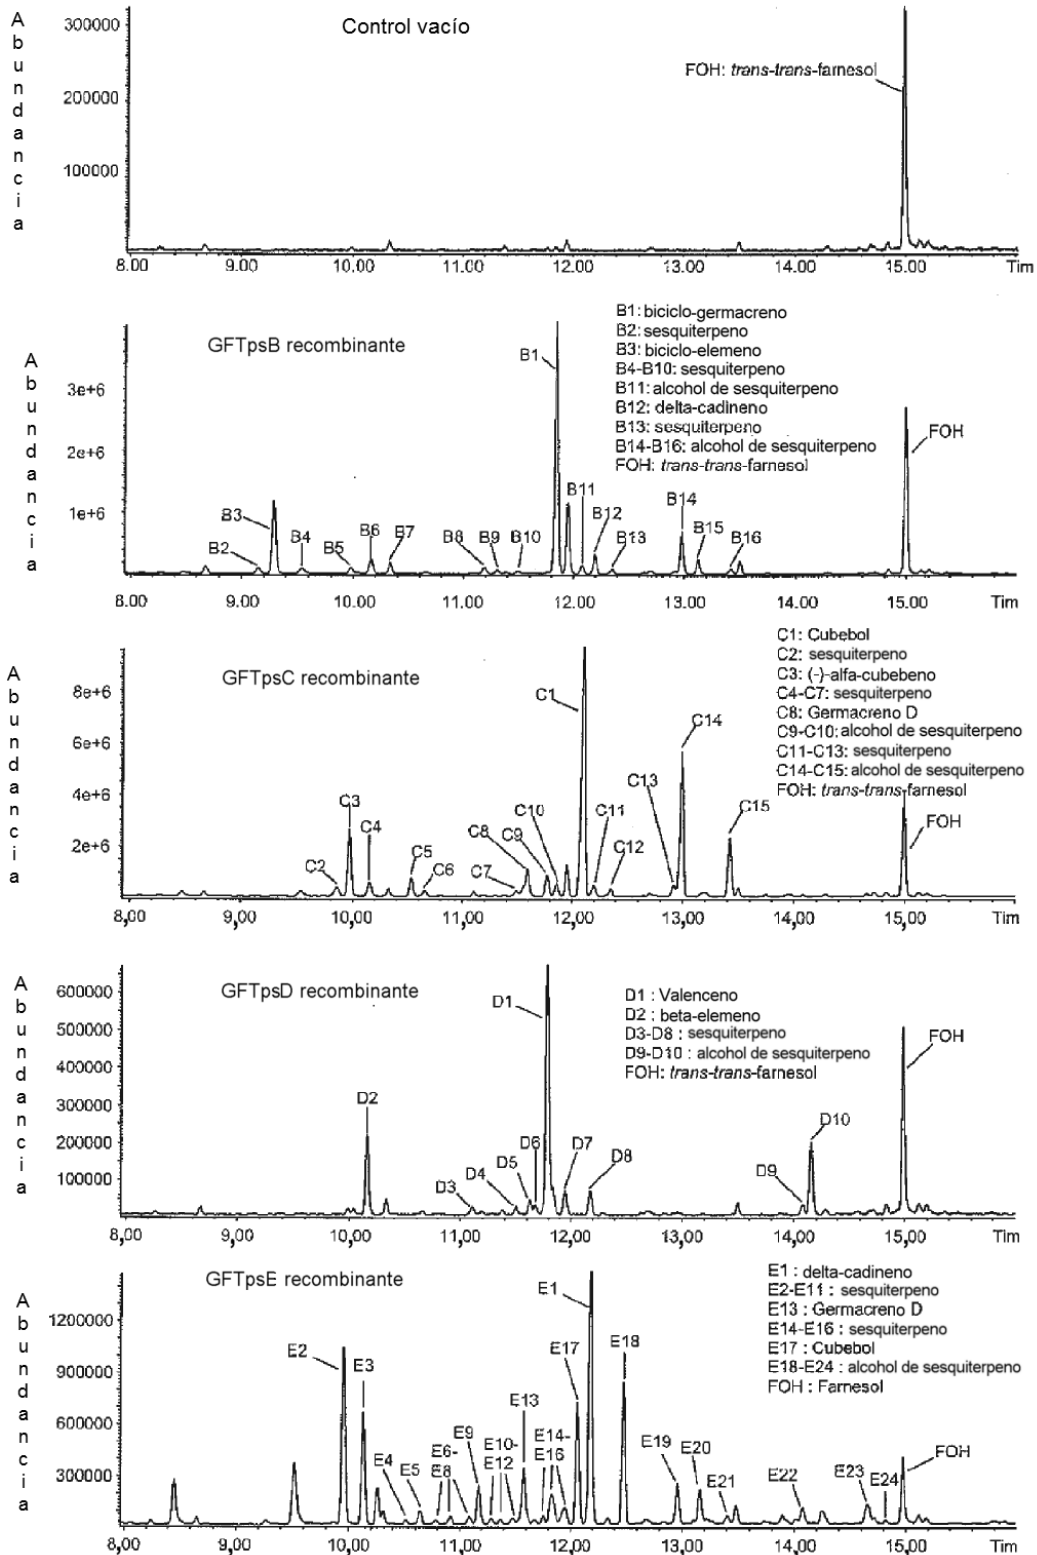 Abundancia
Control vacío
300000
200000
100000
FOH: trans-trans-farnesol
8.00 9.00 10.00 11.00 12.00 13.00 14.00 15.00 Tim
Abundancia
GFTpsB recombinante
3e+6
2e+6
1e+6
B1: biciclo-germacreno
B2: sesquiterpeno
B3: biciclo-elemeno
B4-B10: sesquiterpeno
B11: alcohol de sesquiterpeno
B12: delta-cadineno
B13: sesquiterpeno
B14-B16: alcohol de sesquiterpeno
FOH: trans-trans-farnesol
B1
FOH
B2 B3 B4 B5 B6 B7 B8 B9 B10 B11 B12 B13 B14 B15 B16
8.00 9.00 10.00 11.00 12.00 13.00 14.00 15.00 Tim
Abundancia
GFTpsC recombinante
8e+6
6e+6
4e+6
2e+6
C1: Cubebol
C2: sesquiterpeno
C3: (-)-alfa-cubebeno
C4-C7: sesquiterpeno
C8: Germacreno D
C9-C10: alcohol de sesquiterpeno
C11-C13: sesquiterpeno
C14-C15: alcohol de sesquiterpeno
FOH: trans-trans-farnesol
C1
C14
FOH
C2 C3 C4 C5 C6 C7 C8 C9 C10 C11 C12 C13 C15
8,00 9,00 10,00 11,00 12,00 13,00 14,00 15,00 Tim
Abundancia
GFTpsD recombinante
600000
500000
400000
300000
200000
100000
D1 : Valenceno
D2 : beta-elemeno
D3-D8 : sesquiterpeno
D9-D10 : alcohol de sesquiterpeno
FOH: trans-trans-farnesol
D1
FOH
D2 D3 D4 D5 D6 D7 D8 D9 D10
8,00 9,00 10,00 11,00 12,00 13,00 14,00 15,00 Tim
Abundancia
GFTpsE recombinante
1200000
900000
600000
300000
E1 : delta-cadineno
E2-E11 : sesquiterpeno
E13 : Germacreno D
E14-E16 : sesquiterpeno
E17 : Cubebol
E18-E24 : alcohol de sesquiterpeno
FOH : Farnesol
E1
E2 E3 E4 E5 E6-E8 E9 E10-E12 E13 E14-E16 E17 E18 E19 E20 E21 E22 E23 E24
FOH
8,00 9,00 10,00 11,00 12,00 13,00 14,00 15,00 Tim